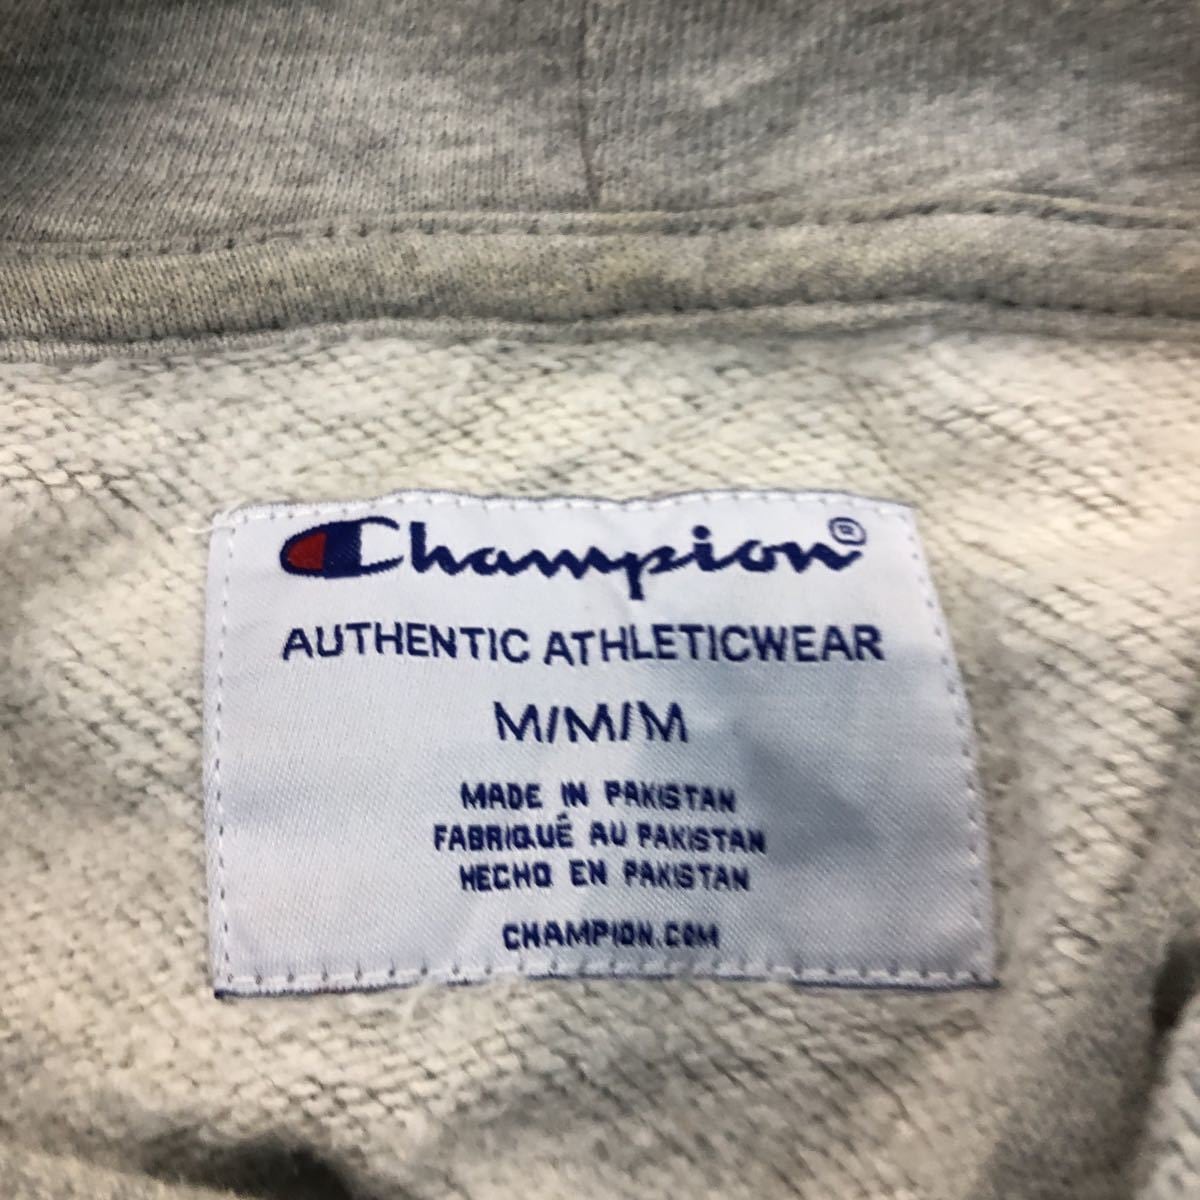 Champion®
AUTHENTIC ATHLETICWEAR
M/M/M
MADE IN PAKISTAN
FABRIQUÉ AU PAKISTAN
HECHO EN PAKISTAN
CHAMPION.COM